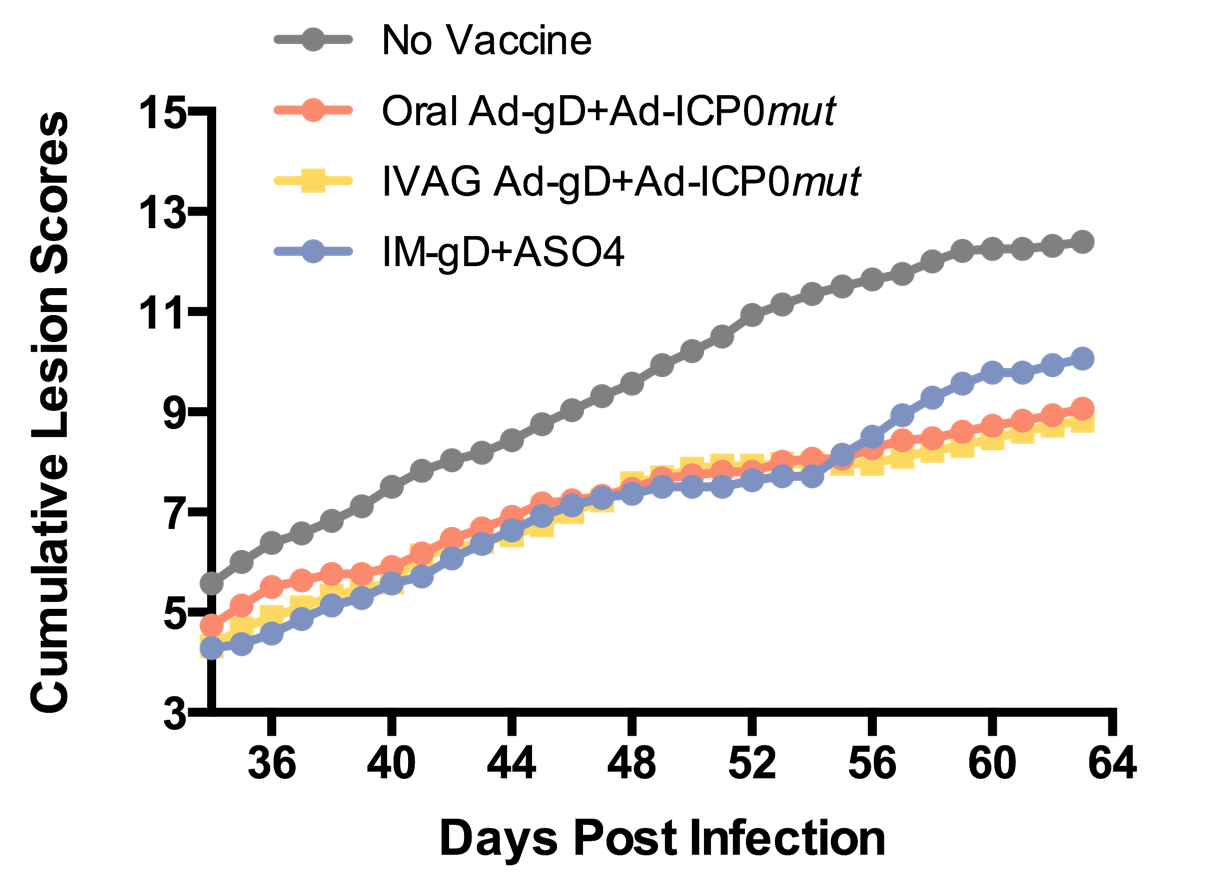 No Vaccine
Oral Ad-gD+Ad-ICP0mut
IVAG Ad-gD+Ad-ICP0mut
IM-gD+ASO4
Cumulative Lesion Scores
15
13
11
9
7
5
3
36 40 44 48 52 56 60 64
Days Post Infection